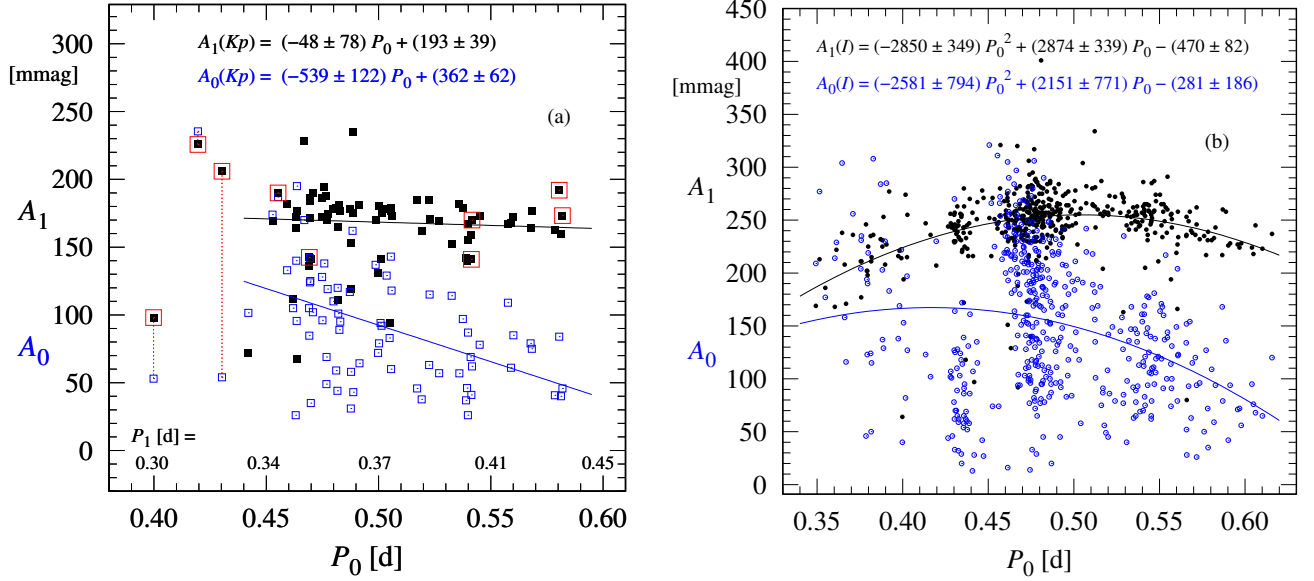 300
[mmag]
250
200
A₁
150
100
A₀
50
0
A₁(Kp) = (−48 ± 78) P₀ + (193 ± 39)
A₀(Kp) = (−539 ± 122) P₀ + (362 ± 62)
(a)
P₁ [d] =
0.30 0.34 0.37 0.41 0.45
0.40 0.45 0.50 0.55 0.60
P₀ [d]
450
400
[mmag]
350
300
A₁
250
200
150
A₀
100
50
0
A₁(I) = (−2850 ± 349) P₀² + (2874 ± 339) P₀ − (470 ± 82)
A₀(I) = (−2581 ± 794) P₀² + (2151 ± 771) P₀ − (281 ± 186)
(b)
0.35 0.40 0.45 0.50 0.55 0.60
P₀ [d]